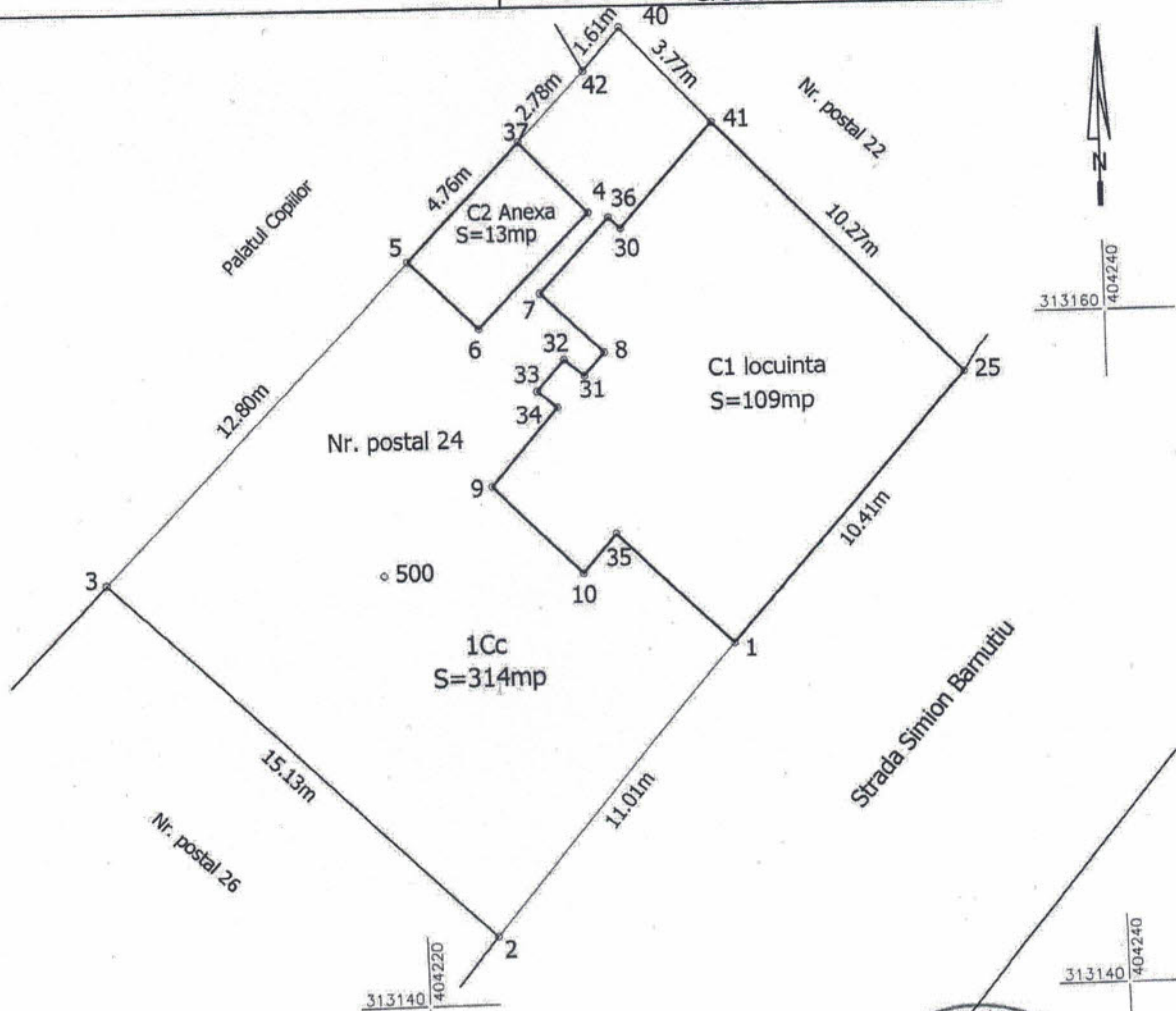 40
1.61m
3.77m
42
2.78m
Nr. postal 22
41
37
4.76m
C2 Anexa
S=13mp
4
36
30
Palatul Copiilor
N
10.27m
404240
313160
5
7
6
8
32
31
33
34
C1 locuinta
S=109mp
25
12.80m
Nr. postal 24
9
10.41m
35
10
3
500
1Cc
S=314mp
1
Strada Simion Barnutiu
15.13m
11.01m
Nr. postal 26
2
404220
313140
404240
313140